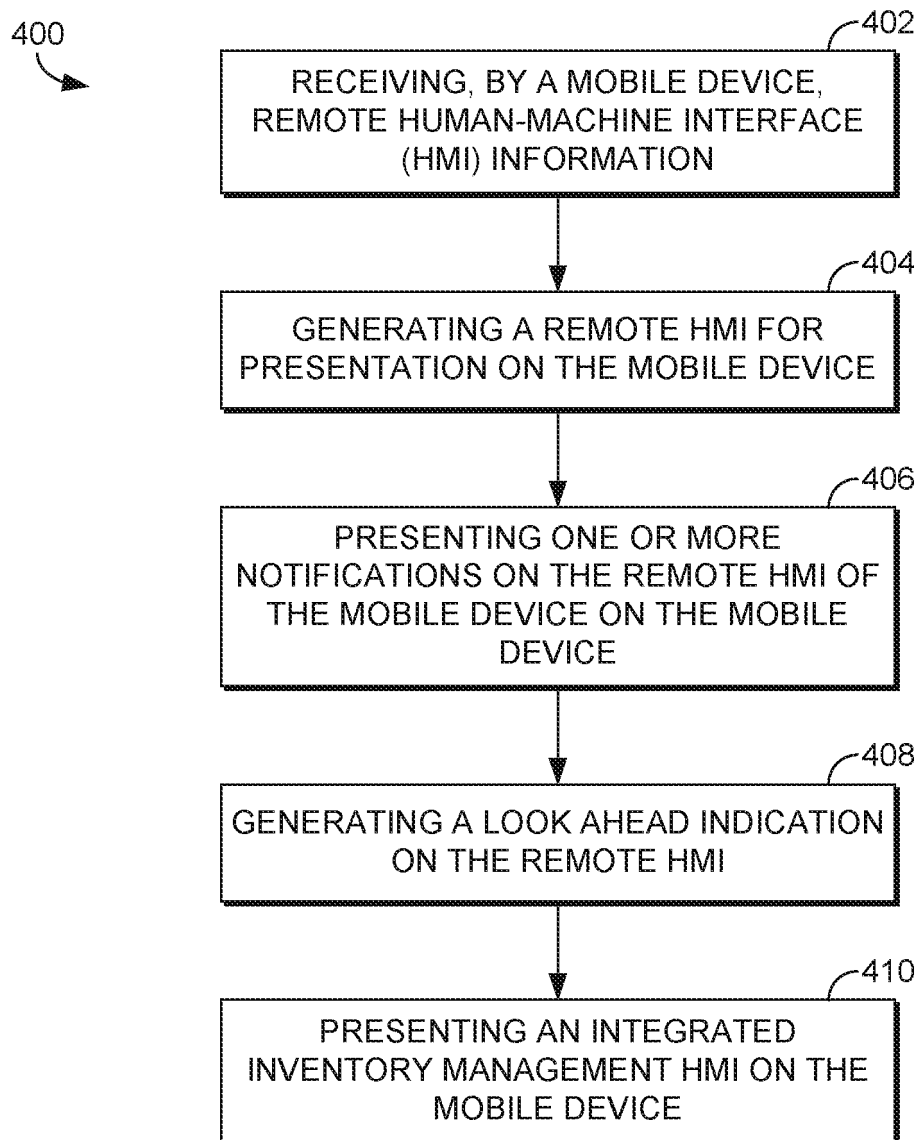 400
402
RECEIVING, BY A MOBILE DEVICE,
REMOTE HUMAN-MACHINE INTERFACE
(HMI) INFORMATION
404
GENERATING A REMOTE HMI FOR
PRESENTATION ON THE MOBILE DEVICE
406
PRESENTING ONE OR MORE
NOTIFICATIONS ON THE REMOTE HMI OF
THE MOBILE DEVICE ON THE MOBILE
DEVICE
408
GENERATING A LOOK AHEAD INDICATION
ON THE REMOTE HMI
410
PRESENTING AN INTEGRATED
INVENTORY MANAGEMENT HMI ON THE
MOBILE DEVICE